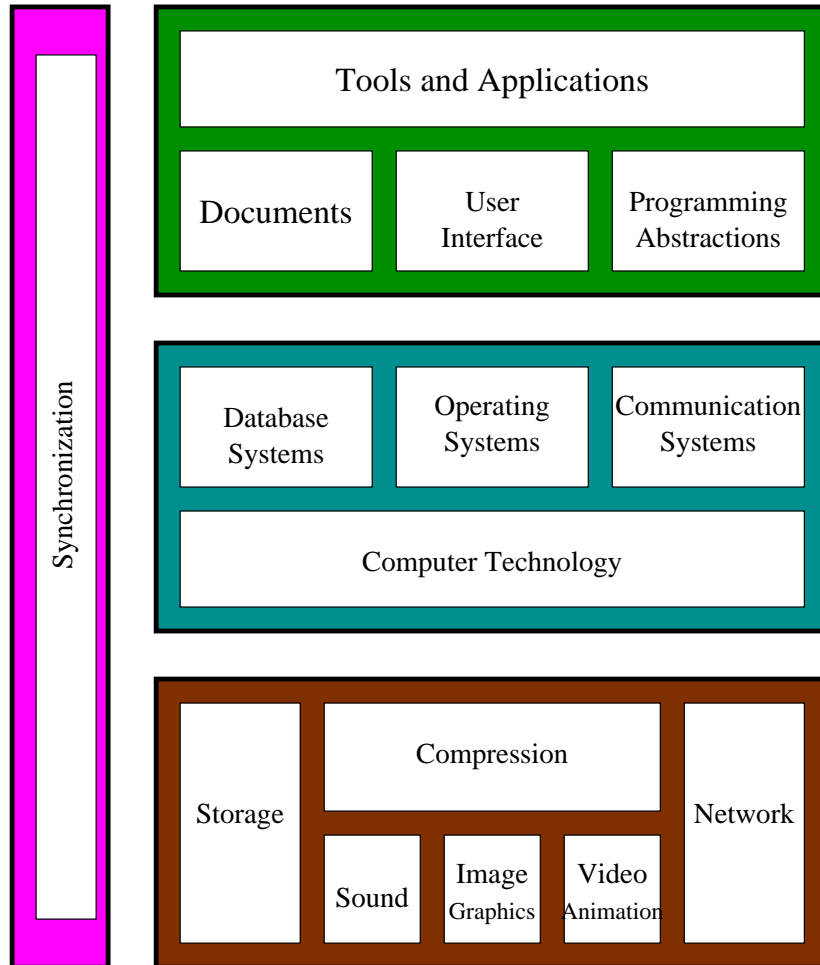 Synchronization
Tools and Applications
Documents
User
Interface
Programming
Abstractions
Database
Systems
Operating
Systems
Communication
Systems
Computer Technology
Storage
Compression
Network
Sound
Image
Graphics
Video
Animation